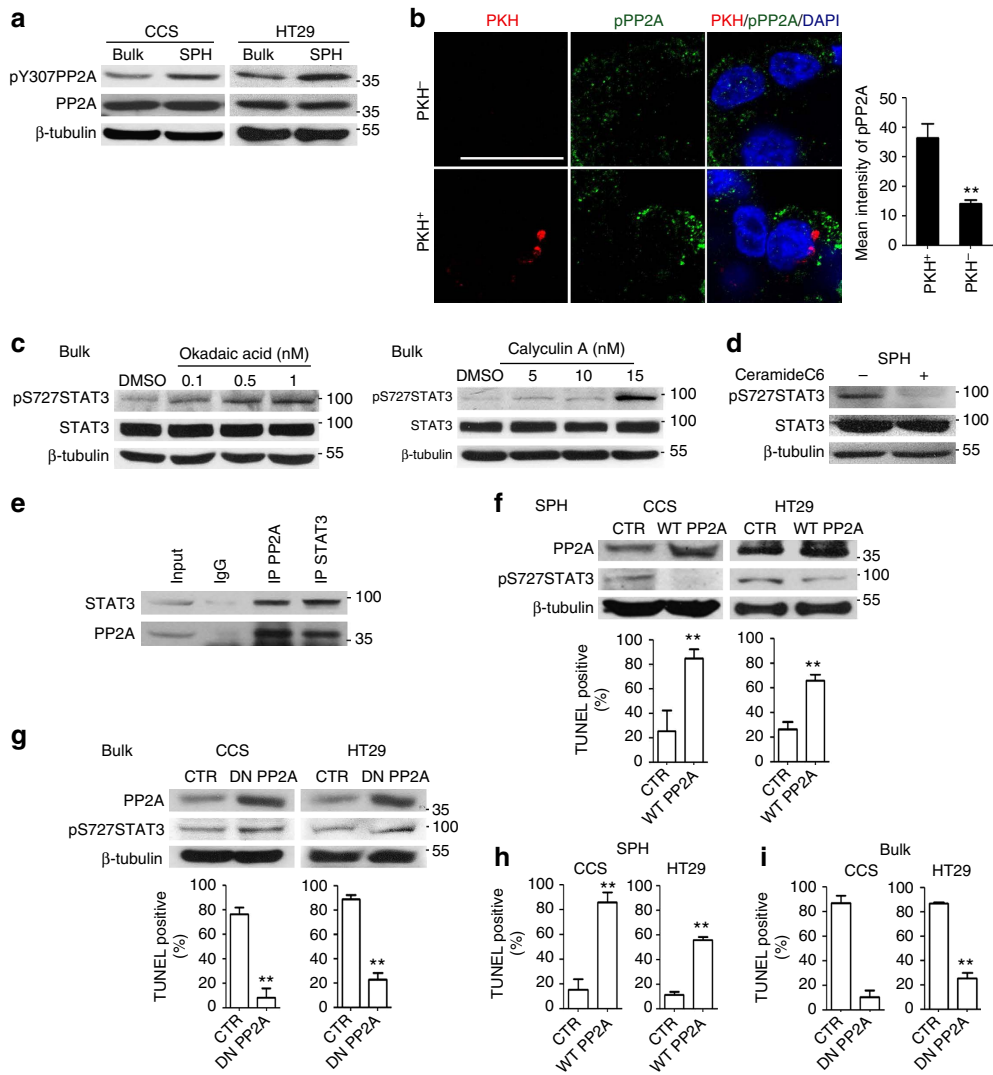 a
CCS HT29
Bulk SPH Bulk SPH
pY307PP2A
35
PP2A
35
β-tubulin
55
b
PKH pPP2A PKH/pPP2A/DAPI
PKH–
PKH+
Mean intensity of pPP2A
50
40
30
20
10
0
**
PKH+ PKH–
c
Bulk Okadaic acid (nM)
DMSO 0.1 0.5 1
pS727STAT3 100
STAT3 100
β-tubulin 55
Bulk Calyculin A (nM)
DMSO 5 10 15
pS727STAT3 100
STAT3 100
β-tubulin 55
d
SPH
CeramideC6 – +
pS727STAT3 100
STAT3 100
β-tubulin 55
e
Input IgG IP PP2A IP STAT3
STAT3 100
PP2A 35
f
SPH CCS HT29
CTR WT PP2A CTR WT PP2A
PP2A 35
pS727STAT3 100
β-tubulin 55
TUNEL positive (%)
100
80
60
40
20
0
**
CTR WT PP2A
100
80
60
40
20
0
**
CTR WT PP2A
g
Bulk CCS HT29
CTR DN PP2A CTR DN PP2A
PP2A 35
pS727STAT3 100
β-tubulin 55
TUNEL positive (%)
100
80
60
40
20
0
**
CTR DN PP2A
100
80
60
40
20
0
**
CTR DN PP2A
h
SPH
CCS HT29
TUNEL positive (%)
100
80
60
40
20
0
**
CTR WT PP2A
100
80
60
40
20
0
**
CTR WT PP2A
i
Bulk
CCS HT29
TUNEL positive (%)
100
80
60
40
20
0
CTR DN PP2A
100
80
60
40
20
0
**
CTR DN PP2A